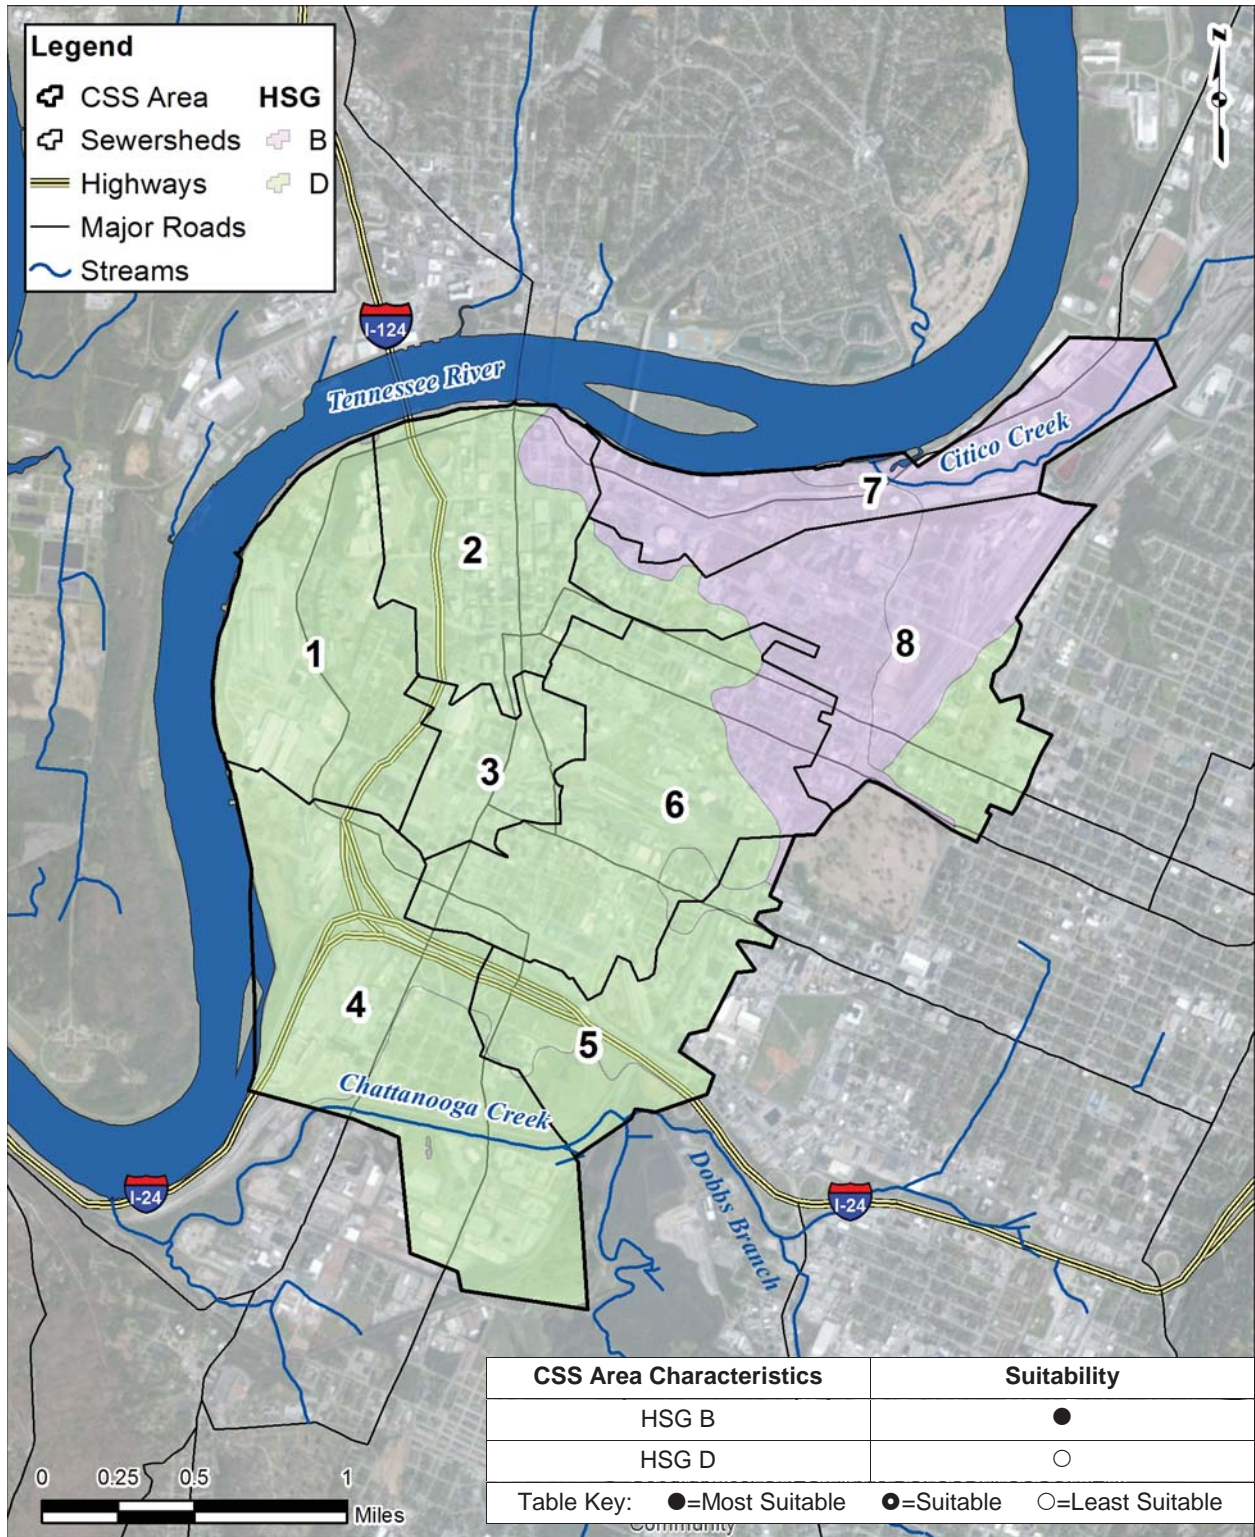 Legend
CSS Area HSG
Sewersheds B
Highways D
Major Roads
Streams
N
I-124
Tennessee River
Citico Creek
7
2
8
1
3
6
4
5
Chattanooga Creek
Dobbs Branch
I-24
I-24
CSS Area Characteristics Suitability
HSG B ●
HSG D ○
Table Key: ●=Most Suitable ⭘=Suitable ○=Least Suitable
Community
0 0.25 0.5 1
Miles